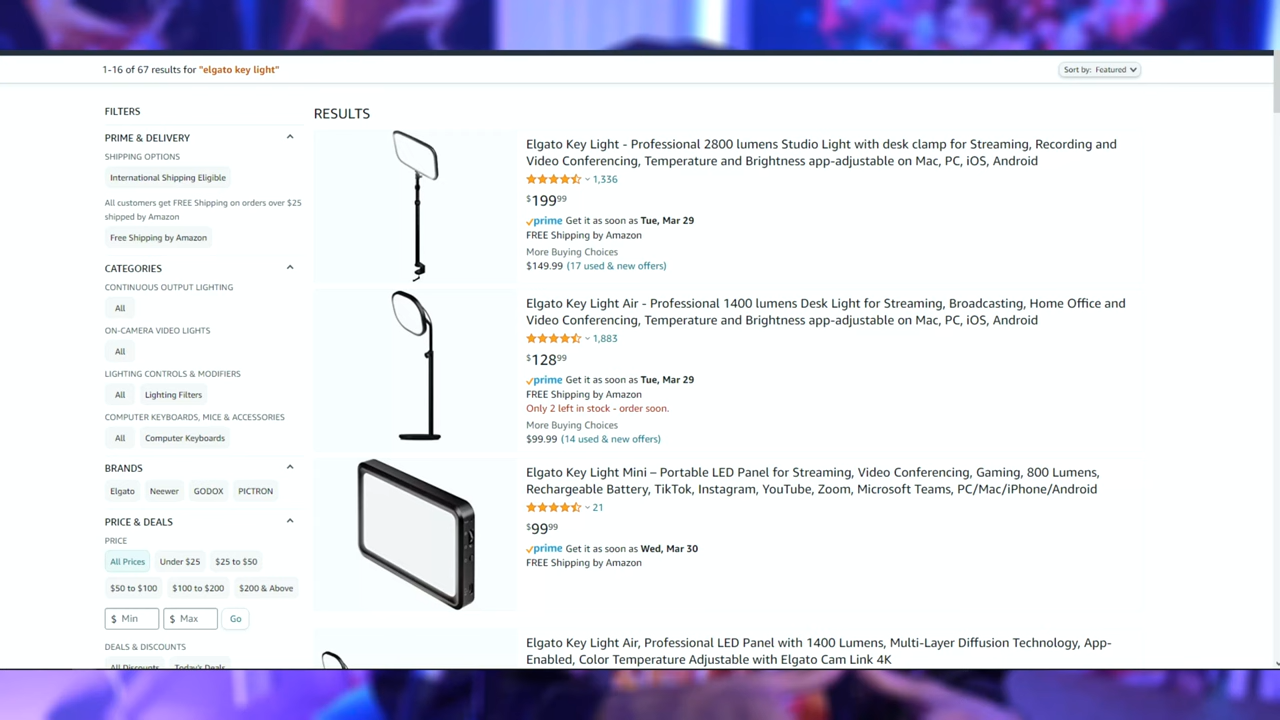 1-16 of 67 results for "elgato key light"
Sort by: Featured
FILTERS
PRIME & DELIVERY
SHIPPING OPTIONS
International Shipping Eligible
All customers get FREE Shipping on orders over $25
shipped by Amazon
Free Shipping by Amazon
CATEGORIES
CONTINUOUS OUTPUT LIGHTING
All
ON-CAMERA VIDEO LIGHTS
All
LIGHTING CONTROLS & MODIFIERS
All Lighting Filters
COMPUTER KEYBOARDS, MICE & ACCESSORIES
All Computer Keyboards
BRANDS
Elgato Neewer GODOX PICTRON
PRICE & DEALS
PRICE
All Prices Under $25 $25 to $50
$50 to $100 $100 to $200 $200 & Above
$ Min $ Max Go
DEALS & DISCOUNTS
All Discounts Today's Deals
RESULTS
Elgato Key Light - Professional 2800 lumens Studio Light with desk clamp for Streaming, Recording and
Video Conferencing, Temperature and Brightness app-adjustable on Mac, PC, iOS, Android
1,336
$199.99
prime Get it as soon as Tue, Mar 29
FREE Shipping by Amazon
More Buying Choices
$149.99 (17 used & new offers)
Elgato Key Light Air - Professional 1400 lumens Desk Light for Streaming, Broadcasting, Home Office and
Video Conferencing, Temperature and Brightness app-adjustable on Mac, PC, iOS, Android
1,883
$128.99
prime Get it as soon as Tue, Mar 29
FREE Shipping by Amazon
Only 2 left in stock - order soon.
More Buying Choices
$99.99 (14 used & new offers)
Elgato Key Light Mini – Portable LED Panel for Streaming, Video Conferencing, Gaming, 800 Lumens,
Rechargeable Battery, TikTok, Instagram, YouTube, Zoom, Microsoft Teams, PC/Mac/iPhone/Android
21
$99.99
prime Get it as soon as Wed, Mar 30
FREE Shipping by Amazon
Elgato Key Light Air, Professional LED Panel with 1400 Lumens, Multi-Layer Diffusion Technology, App-
Enabled, Color Temperature Adjustable with Elgato Cam Link 4K